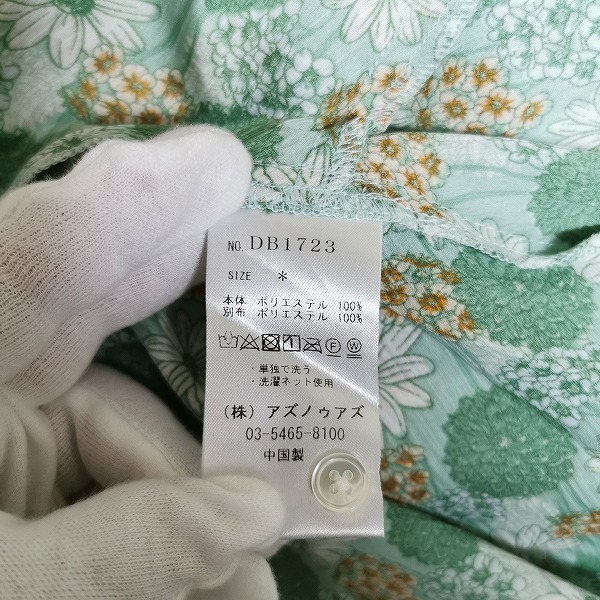 NO. DB1723
SIZE *
本体 ポリエステル 100%
別布 ポリエステル 100%
・単独で洗う
・洗濯ネット使用
(株) アズノゥアズ
03-5465-8100
中国製